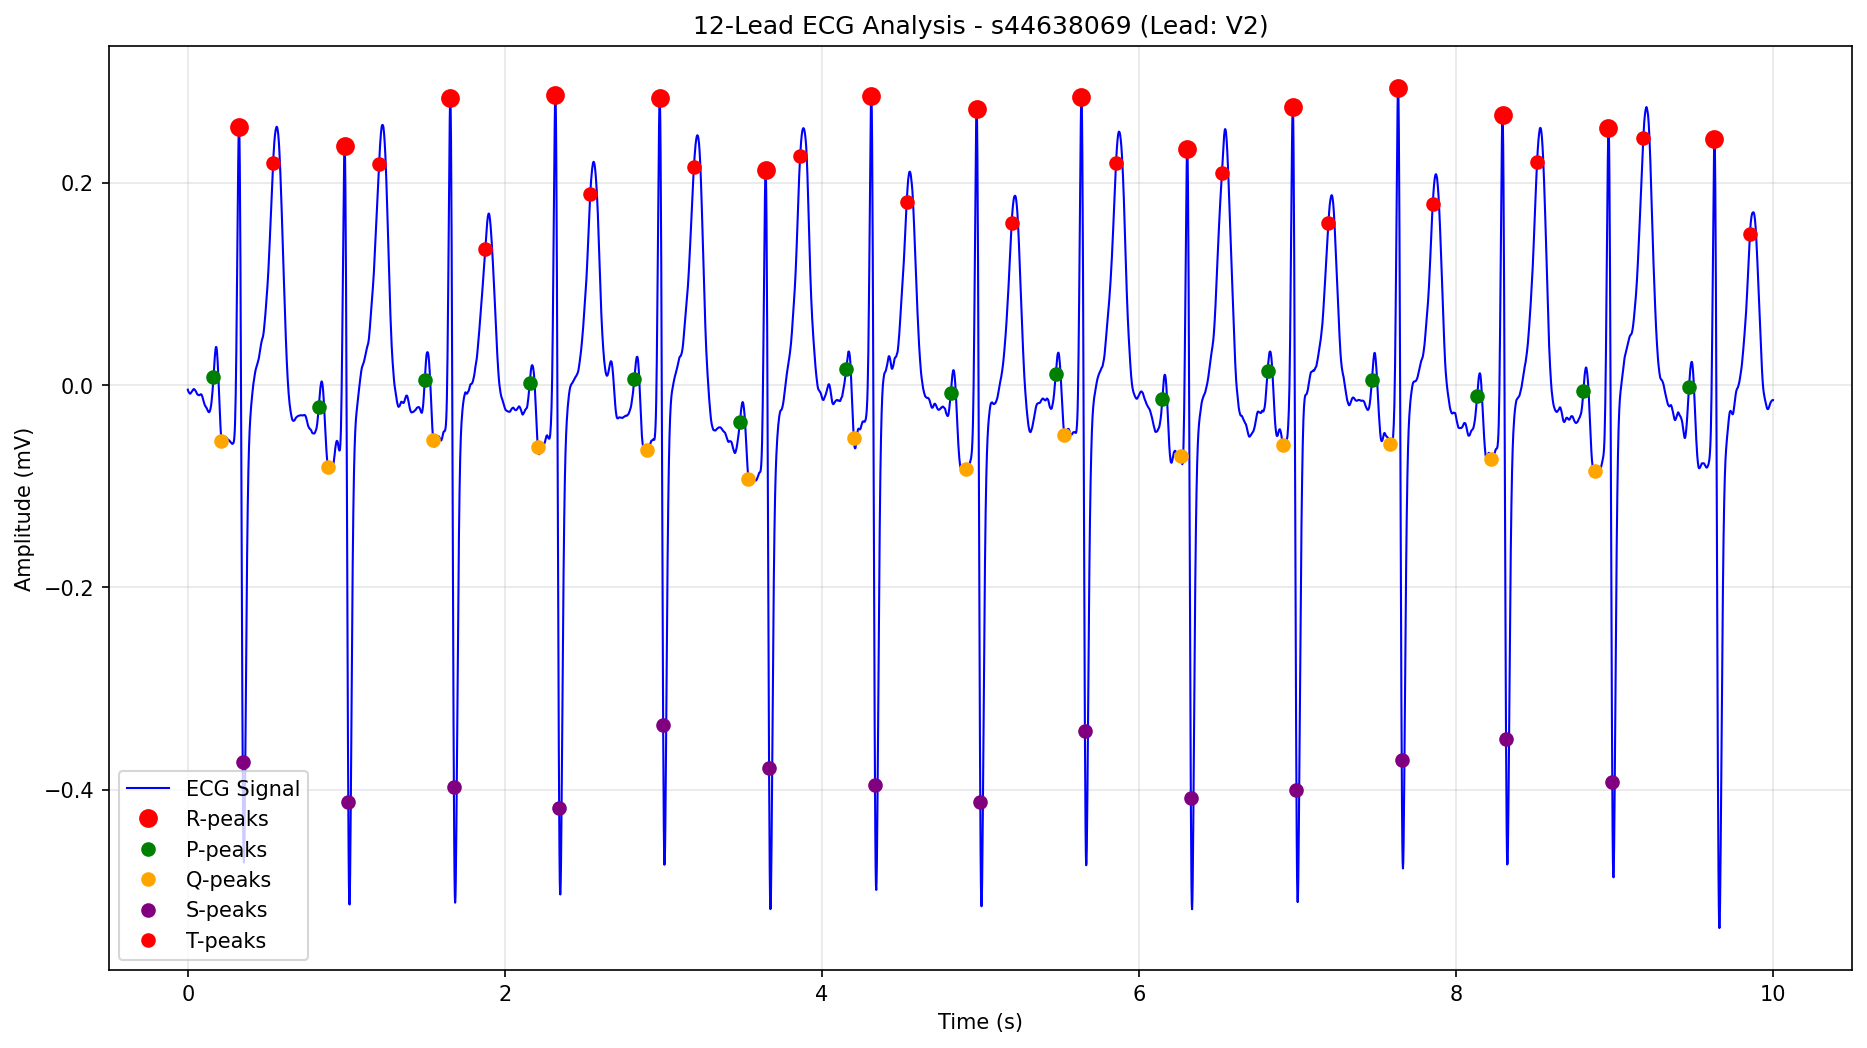 12-Lead ECG Analysis - s44638069 (Lead: V2)
Amplitude (mV)
0.2
0.0
−0.2
−0.4
ECG Signal
R-peaks
P-peaks
Q-peaks
S-peaks
T-peaks
0 2 4 6 8 10
Time (s)